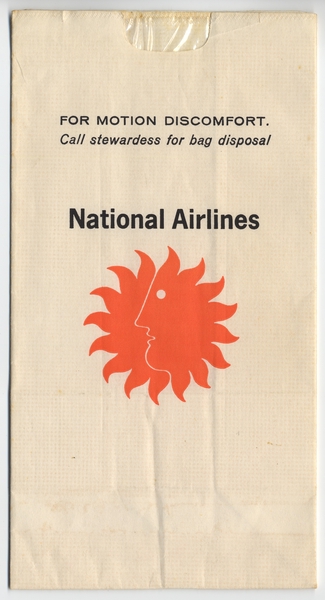 FOR MOTION DISCOMFORT.
Call stewardess for bag disposal
National Airlines